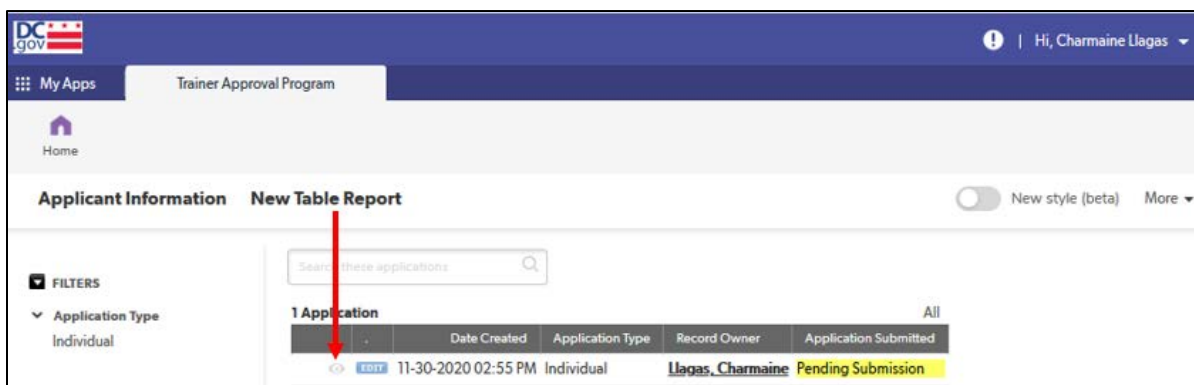 DC
.gov
Hi, Charmaine Llagas
My Apps Trainer Approval Program
Home
Applicant Information New Table Report New style (beta) More
Search these applications
FILTERS
Application Type
Individual
1 Application All
. Date Created Application Type Record Owner Application Submitted
EDIT 11-30-2020 02:55 PM Individual Llagas, Charmaine Pending Submission